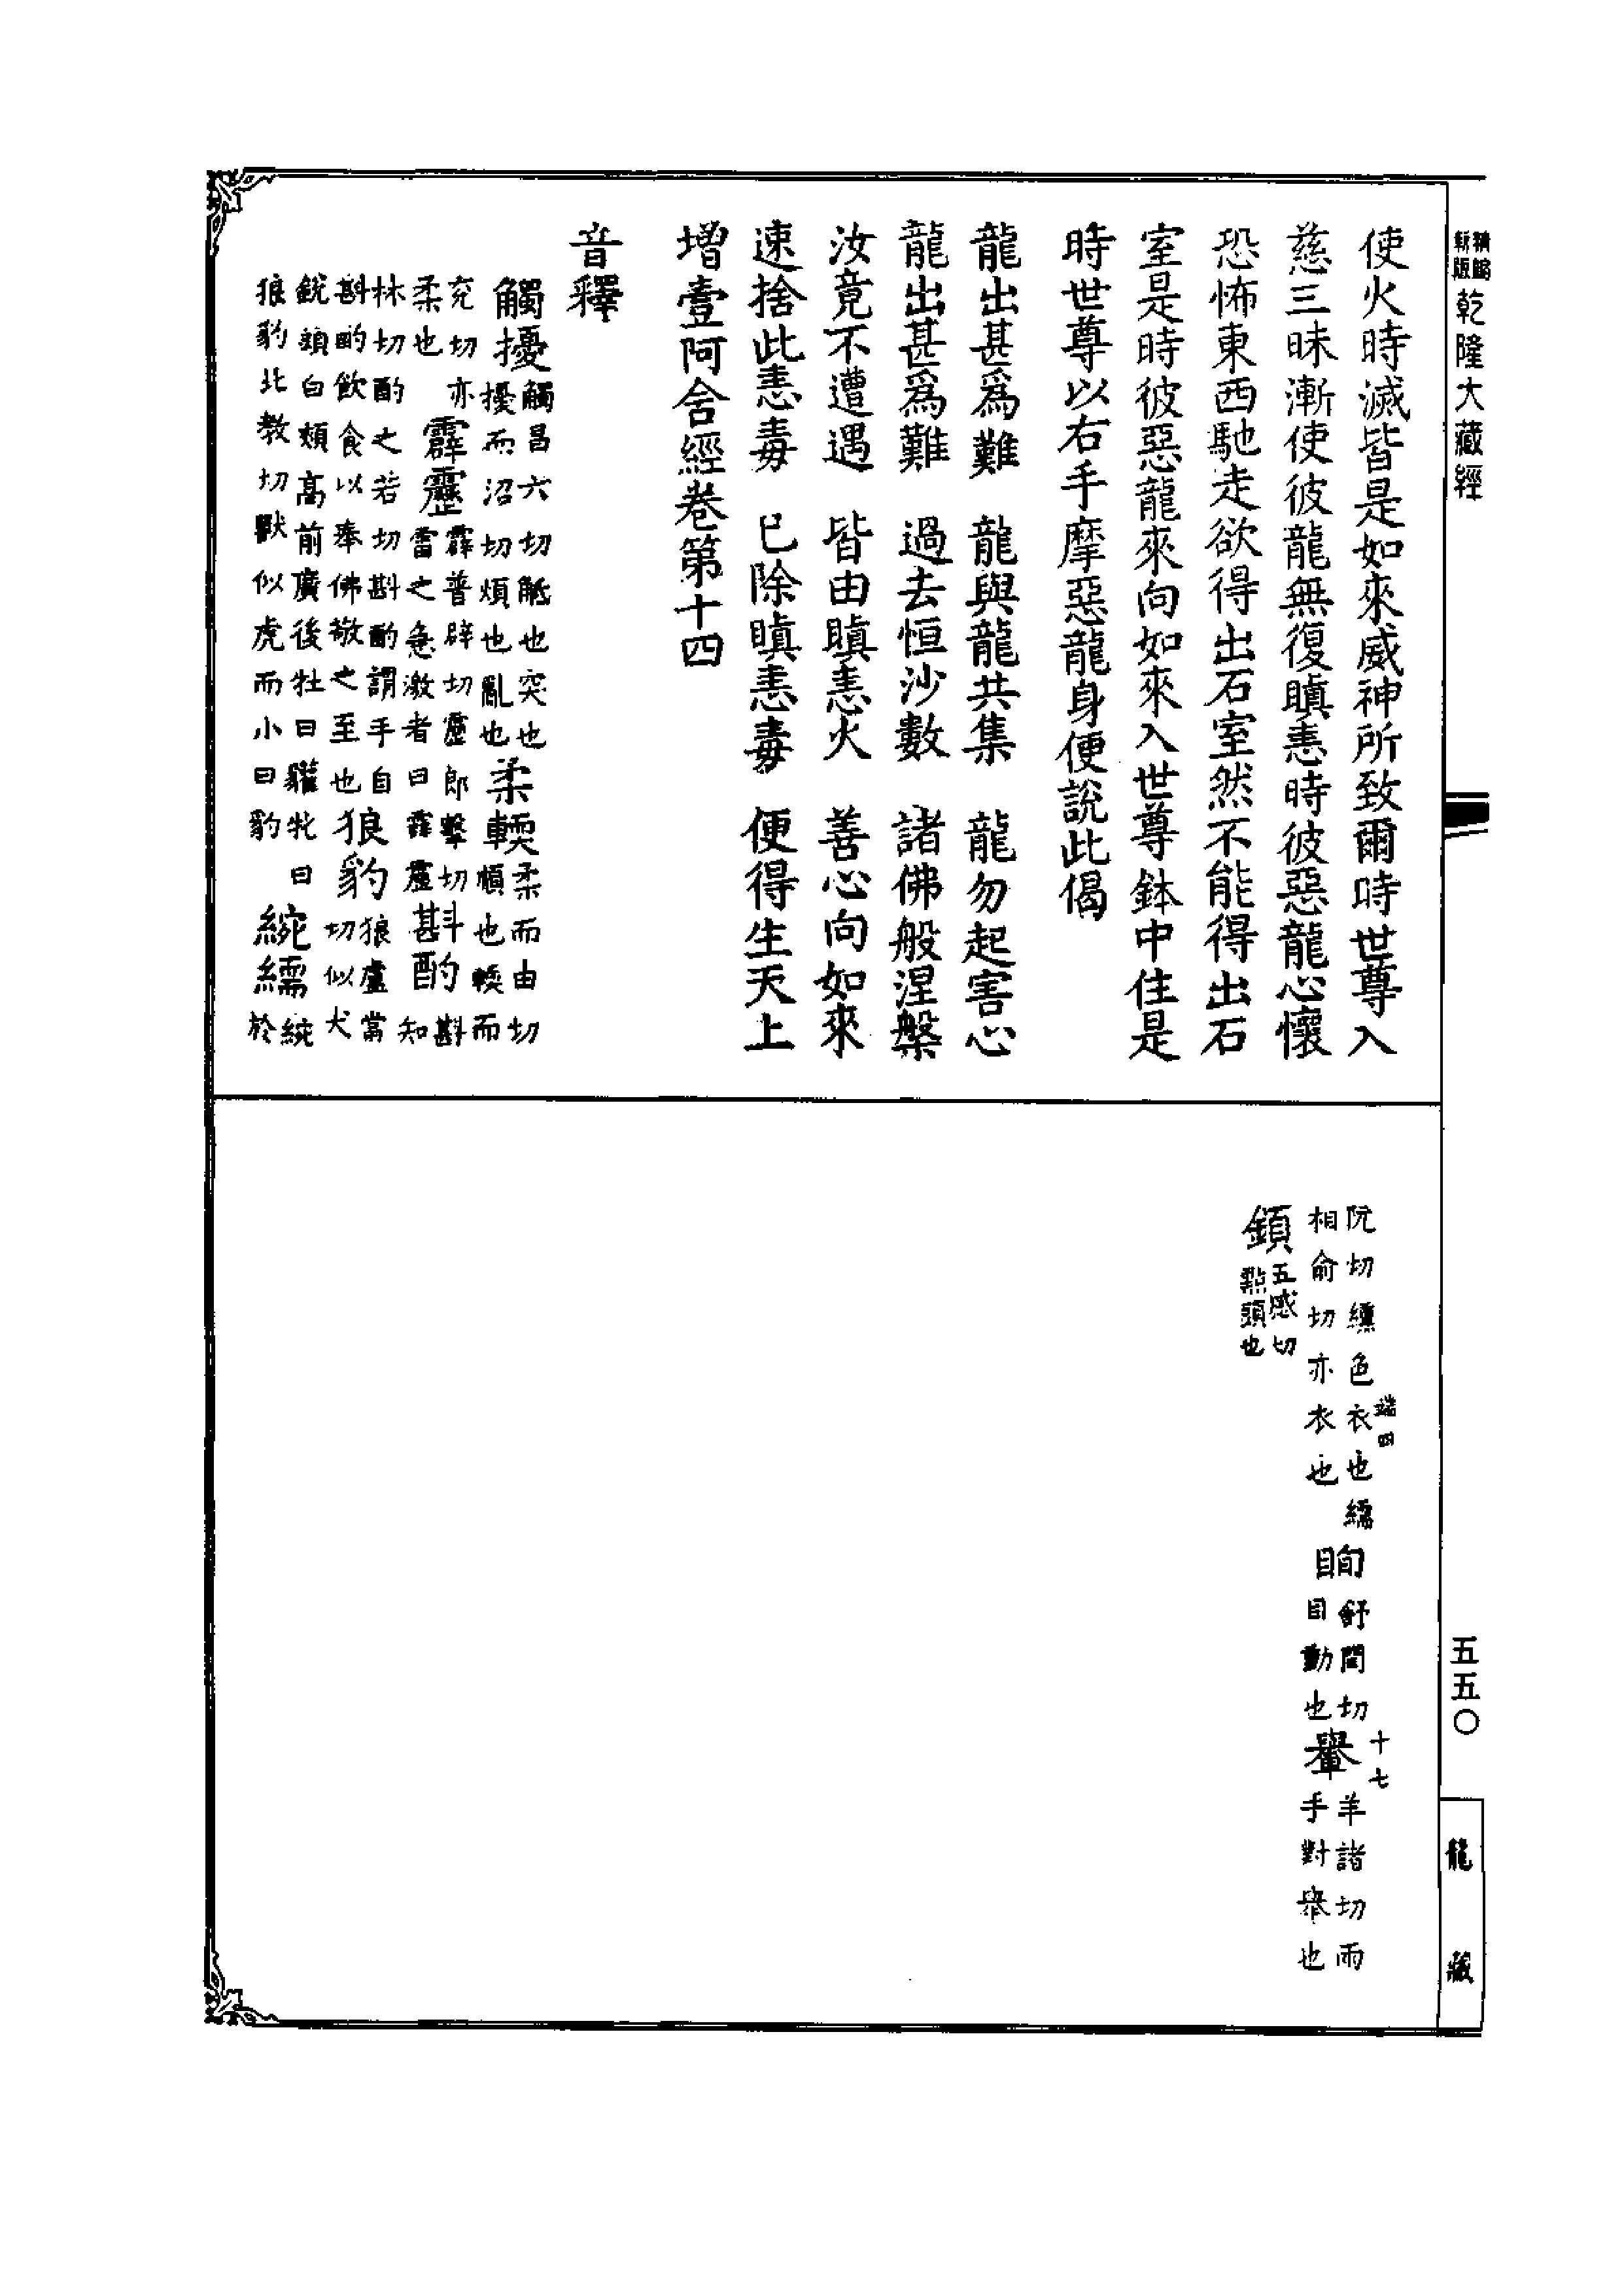 精縮新版
乾隆大藏經
使火時滅皆是如來威神所致爾時世尊入
慈三昧漸使彼龍無復瞋恚時彼惡龍心懷
恐怖東西馳走欲得出石室然不能得出石
室是時彼惡龍來向如來入世尊鉢中住是
時世尊以右手摩惡龍身便說此偈
龍出甚爲難　龍與龍共集　龍勿起害心
龍出甚爲難　過去恒沙數　諸佛般涅槃
汝竟不遭遇　皆由瞋恚火　善心向如來
速捨此恚毒　已除瞋恚毒　便得生天上
增壹阿含經卷第十四
音釋
觸擾
觸昌六切觝也突也
擾而沼切煩也亂也
柔輭
柔而由切
順也輭而
兖切亦
柔也
霹靂
霹普辟切靂郎擊切
雷之急激者曰霹靂
斟酌
斟知
林切酌之若切斟酌謂手自
斟酌飲食以奉佛敬之至也
狼豹
狼盧當
切似犬
銳頭白頰高前廣後牡曰貛牝曰
狼豹北教切獸似虎而小曰豹
綩繻
綩於
阮切纁色衣也繻
相俞切亦衣也
瞤
舒閏切
目動也
轝
羊諸切兩
手對舉也
頷
五感切
點頭也
端四
十七
五五〇
龍藏